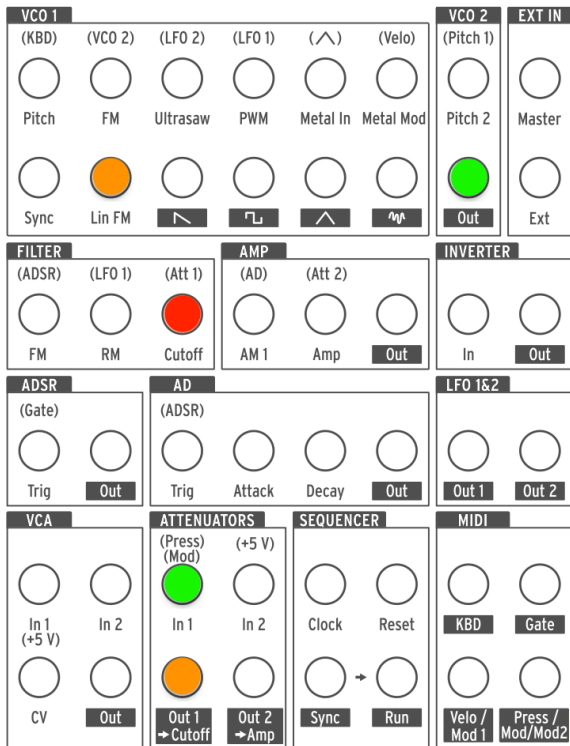 VCO 1 VCO 2 EXT IN
(KBD) (VCO 2) (LFO 2) (LFO 1) (Velo) (Pitch 1)
Pitch FM Ultrasaw PWM Metal In Metal Mod Pitch 2 Master
Sync Lin FM Out Ext
FILTER AMP INVERTER
(ADSR) (LFO 1) (Att 1) (AD) (Att 2)
FM RM Cutoff AM 1 Amp Out In Out
ADSR AD LFO 1&2
(Gate) (ADSR)
Trig Out Trig Attack Decay Out Out 1 Out 2
VCA ATTENUATORS SEQUENCER MIDI
(Press) (+5 V)
(Mod)
In 1 In 2 In 1 In 2 Clock Reset KBD Gate
(+5 V)
CV Out Out 1 Out 2 Sync Run Velo / Press /
→Cutoff →Amp Mod 1 Mod/Mod2